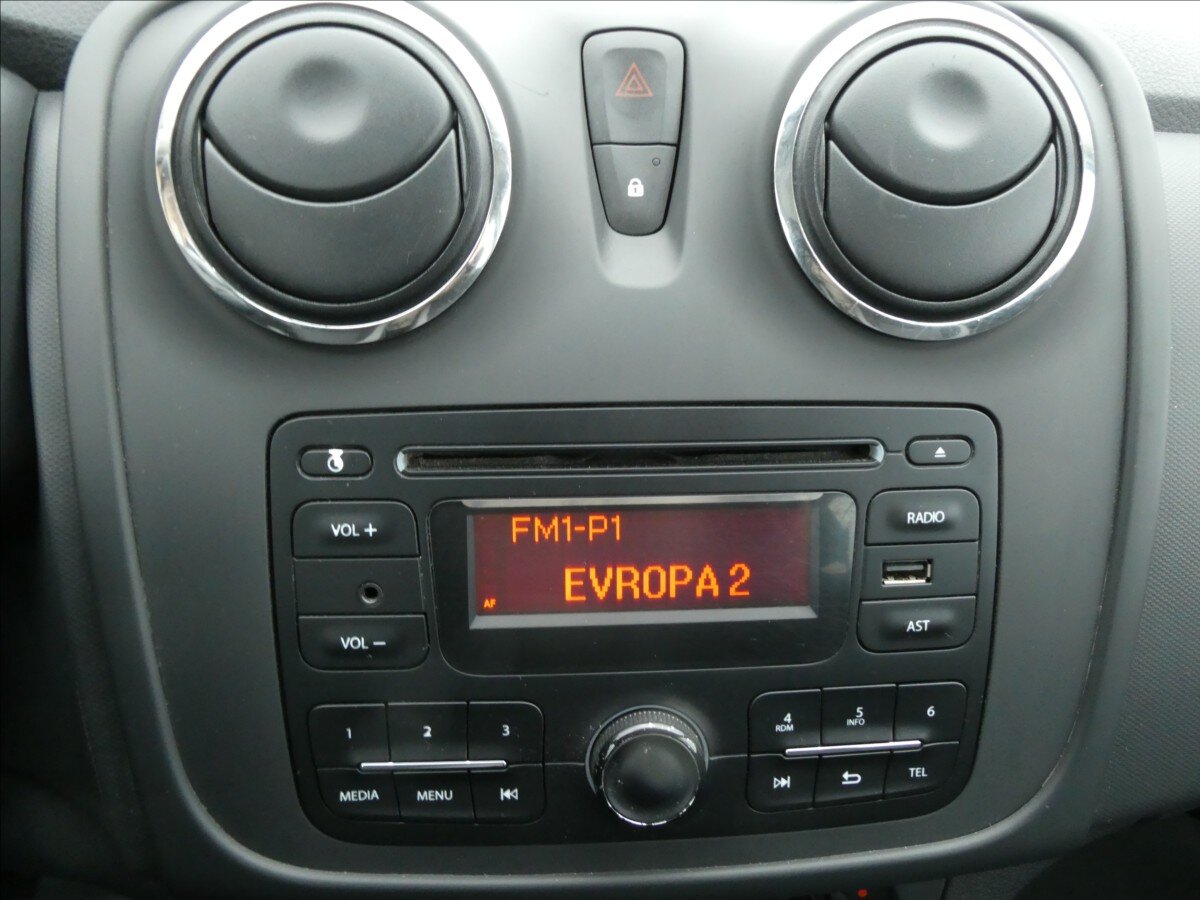 VOL +
FM1-P1
RADIO
EVROPA 2
AF
AST
VOL –
1
2
3
4
RDM
5
INFO
6
MEDIA
MENU
TEL